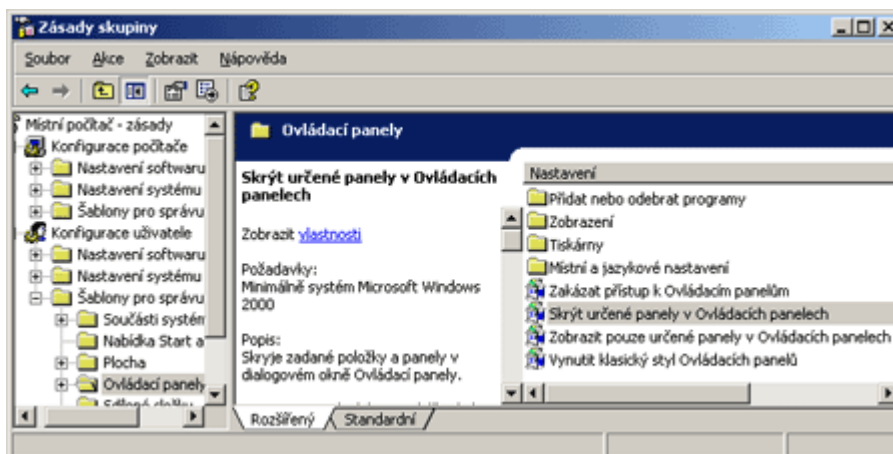 Zásady skupiny
Soubor Akce Zobrazit Nápověda
Místní počítač - zásady
Konfigurace počítače
Nastavení softwaru
Nastavení systému
Šablony pro správu
Konfigurace uživatele
Nastavení softwaru
Nastavení systému
Šablony pro správu
Součásti systém
Nabídka Start a
Plocha
Ovládací panely
Ovládací panely
Skrýt určené panely v Ovládacích
panelech
Zobrazit vlastnosti
Požadavky:
Minimálně systém Microsoft Windows
2000
Popis:
Skryje zadané položky a panely v
dialogovém okně Ovládací panely.
Nastavení
Přidat nebo odebrat programy
Zobrazení
Tiskárny
Místní a jazykové nastavení
Zakázat přístup k Ovládacím panelům
Skrýt určené panely v Ovládacích panelech
Zobrazit pouze určené panely v Ovládacích panelech
Vynutit klasický styl Ovládacích panelů
Rozšířený Standardní